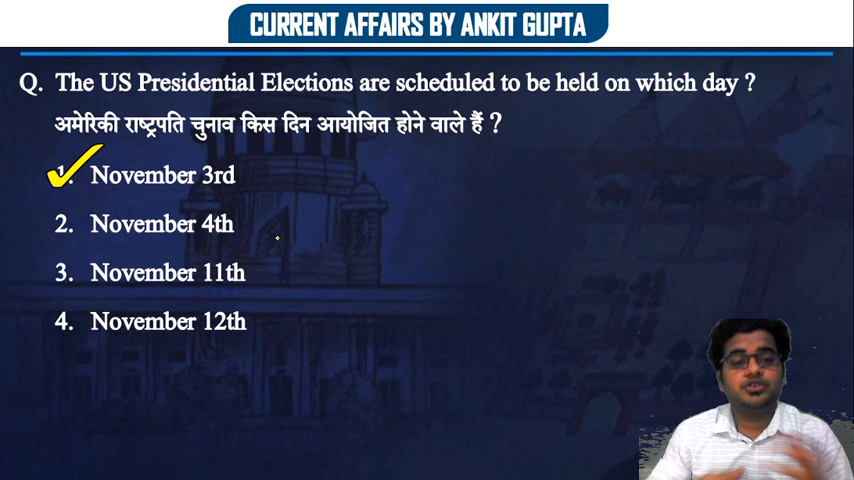 CURRENT AFFAIRS BY ANKIT GUPTA
Q. The US Presidential Elections are scheduled to be held on which day ?
अमेरिकी राष्ट्रपति चुनाव किस दिन आयोजित होने वाले हैं ?
1. November 3rd
2. November 4th
3. November 11th
4. November 12th